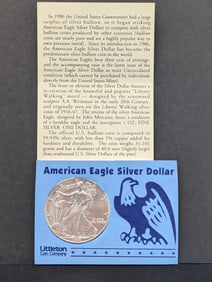 In 1986 the United States Government had a large
surplus of silver bullion, so it began striking
American Eagle Silver Dollars to compete with silver
bullion coins produced by other countries (bullion
coins are nearly pure and are a highly popular way to
own precious metal). Since its introduction in 1986,
the American Eagle Silver Dollar has become the
predominant silver bullion coin in the world.
The American Eagles bear their year of mintage,
and the accompanying coin is the latest issue of the
American Eagle Silver Dollar in mint Uncirculated
condition (which cannot be purchased by individuals
directly from the United States Mint).
The front or obverse of the Silver Dollar features a
re-creation of the beautiful and popular "Liberty
Walking" motif — designed by the renowned
sculptor A.A. Weinman in the early 20th Century,
and originally seen on the Liberty Walking silver
coins of 1916-47. The reverse of the silver American
Eagle, designed by John Mercanti, bears a rendition
of a heraldic eagle and the inscription 1 OZ. FINE
SILVER-ONE DOLLAR.
The official U.S. bullion coin is composed of
99.93% silver, with less than 1% copper added for
hardness and durability. The coin weighs 31.103
grams and has a diameter of 40.6 mm (slightly larger
than traditional U.S. Silver Dollars of the past).
American Eagle Silver Dollar
Littleton
Coin Company